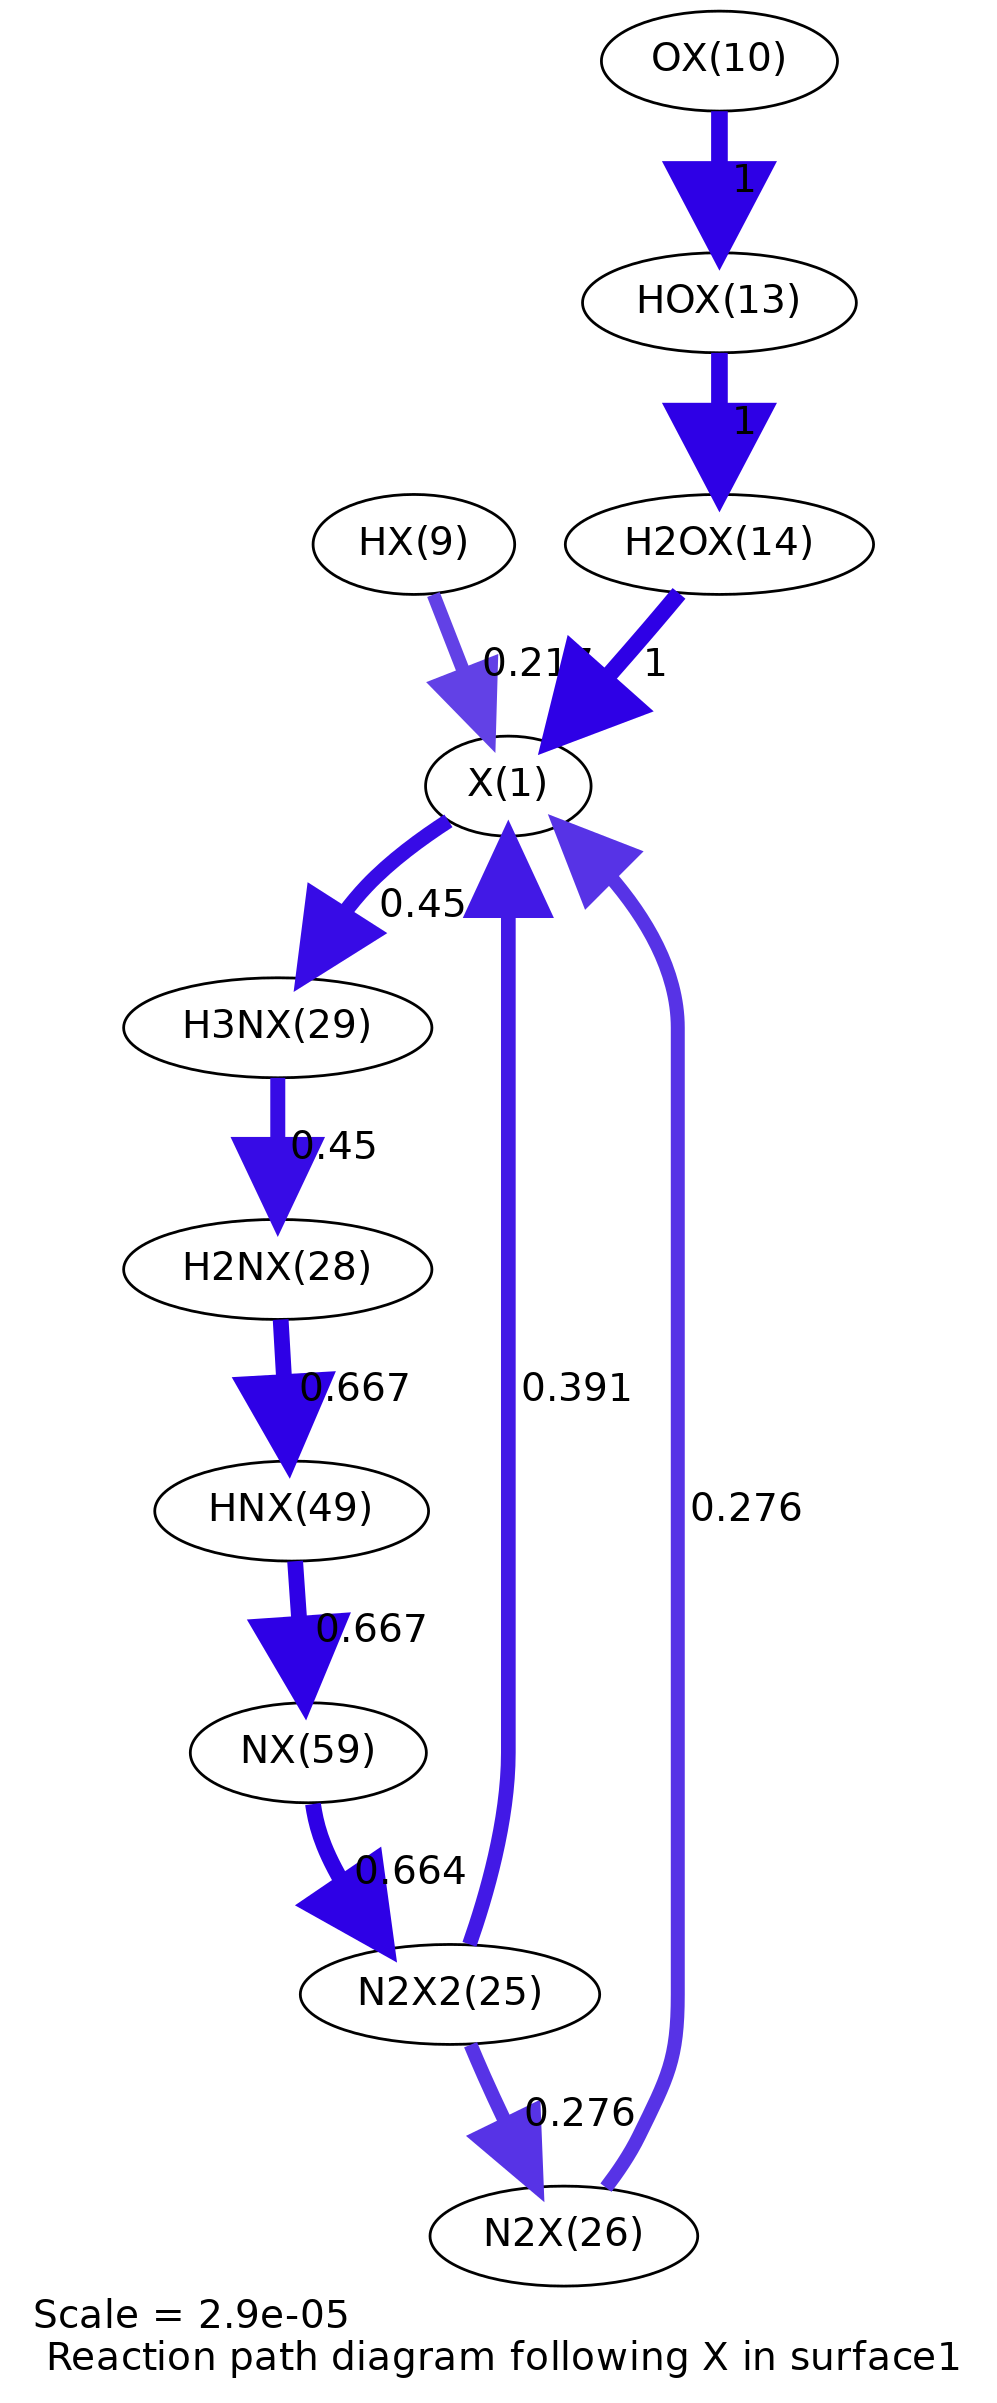 OX(10)
1
HOX(13)
1
HX(9)
H2OX(14)
1
X(1)
0.45
H3NX(29)
0.45
H2NX(28)
0.667
0.391
HNX(49)
0.276
0.667
NX(59)
0.664
N2X2(25)
0.276
N2X(26)
Scale = 2.9e-05
Reaction path diagram following X in surface1